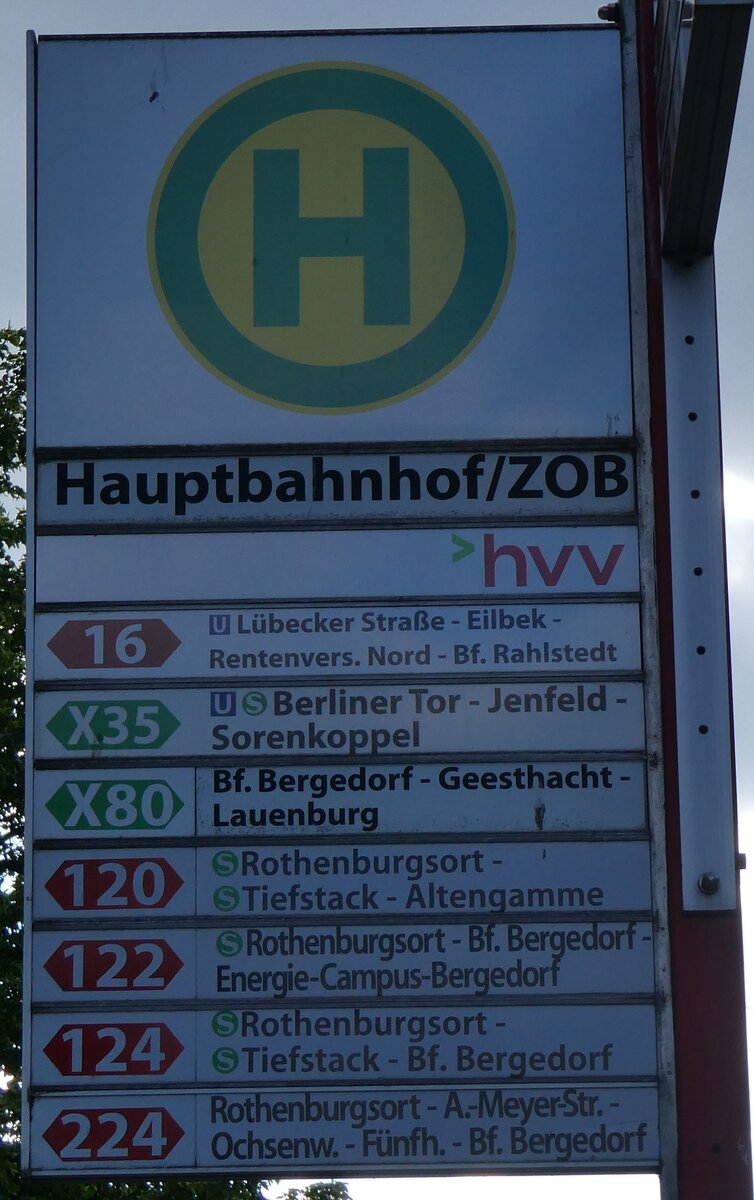 H
Hauptbahnhof/ZOB
>hvv
16 U Lübecker Straße - Eilbek -
Rentenvers. Nord - Bf. Rahlstedt
X35 U S Berliner Tor - Jenfeld -
Sorenkoppel
X80 Bf. Bergedorf - Geesthacht -
Lauenburg
120 S Rothenburgsort -
S Tiefstack - Altengamme
122 S Rothenburgsort - Bf. Bergedorf -
Energie-Campus-Bergedorf
124 S Rothenburgsort -
S Tiefstack - Bf. Bergedorf
224 Rothenburgsort - A.-Meyer-Str. -
Ochsenw. - Fünfh. - Bf. Bergedorf